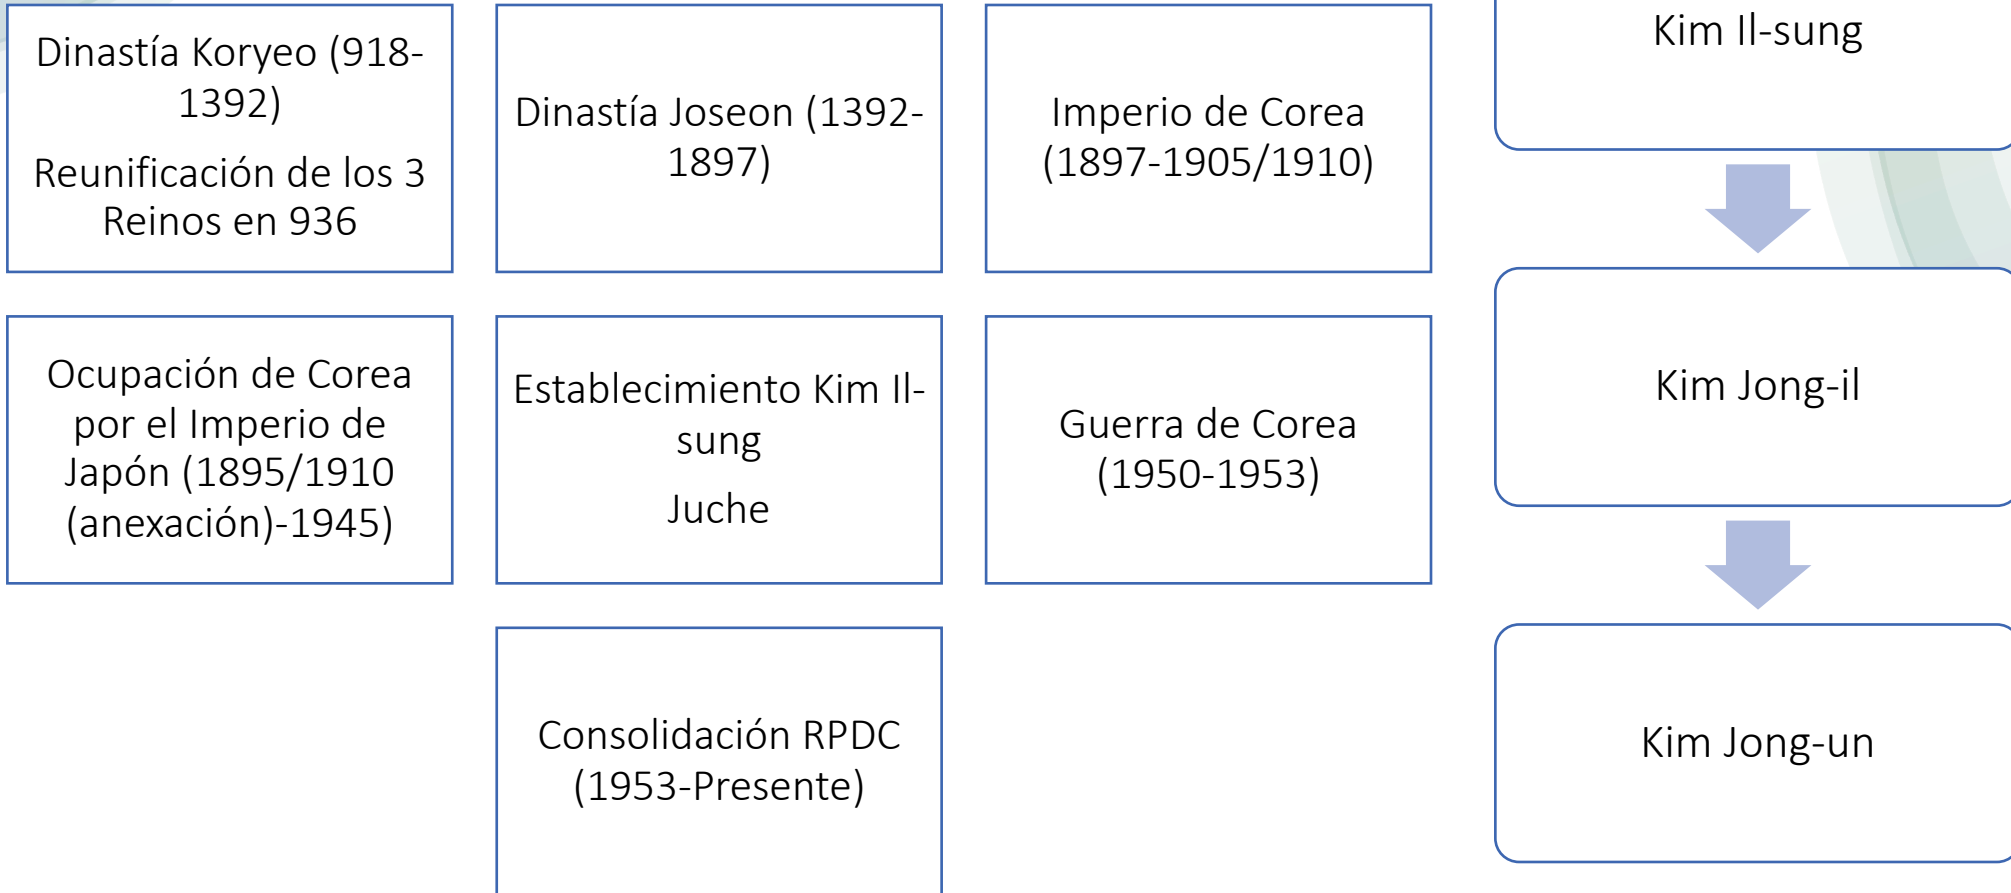 Dinastía Koryeo (918-
1392)
Reunificación de los 3
Reinos en 936
Dinastía Joseon (1392-
1897)
Imperio de Corea
(1897-1905/1910)
Ocupación de Corea
por el Imperio de
Japón (1895/1910
(anexación)-1945)
Establecimiento Kim Il-
sung
Juche
Guerra de Corea
(1950-1953)
Consolidación RPDC
(1953-Presente)
Kim Il-sung
Kim Jong-il
Kim Jong-un